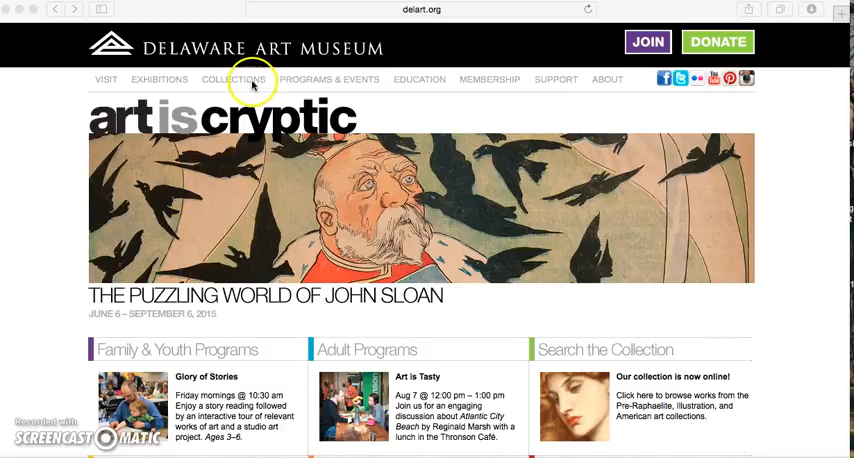 delart.org
DELAWARE ART MUSEUM
JOIN
DONATE
VISIT EXHIBITIONS COLLECTIONS PROGRAMS & EVENTS EDUCATION MEMBERSHIP SUPPORT ABOUT
You Tube
artiscryptic
THE PUZZLING WORLD OF JOHN SLOAN
JUNE 6 – SEPTEMBER 6, 2015
Family & Youth Programs
Glory of Stories
Friday mornings @ 10:30 am
Enjoy a story reading followed
by an interactive tour of relevant
works of art and a studio art
project. Ages 3–6.
Adult Programs
Art is Tasty
Aug 7 @ 12:00 pm – 1:00 pm
Join us for an engaging
discussion about Atlantic City
Beach by Reginald Marsh with a
lunch in the Thronson Café.
Search the Collection
Our collection is now online!
Click here to browse works from the
Pre-Raphaelite, Illustration, and
American art collections.
Recorded with
SCREENCAST-O-MATIC